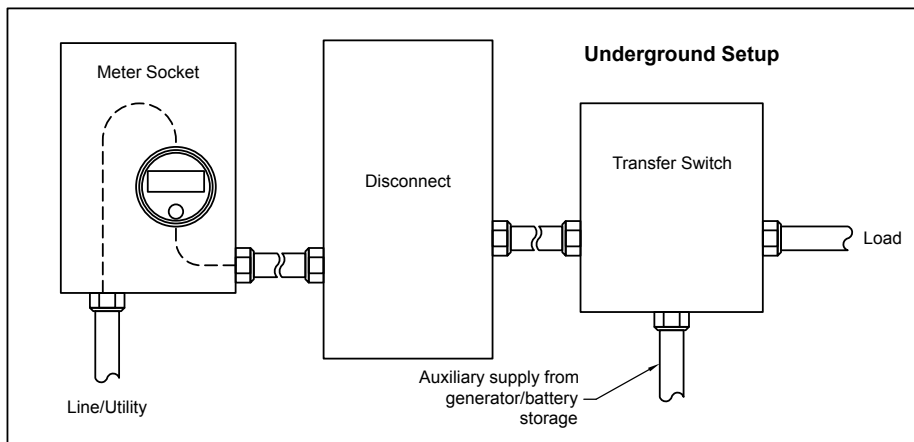 Underground Setup
Meter Socket
Disconnect
Transfer Switch
Load
Line/Utility
Auxiliary supply from
generator/battery
storage